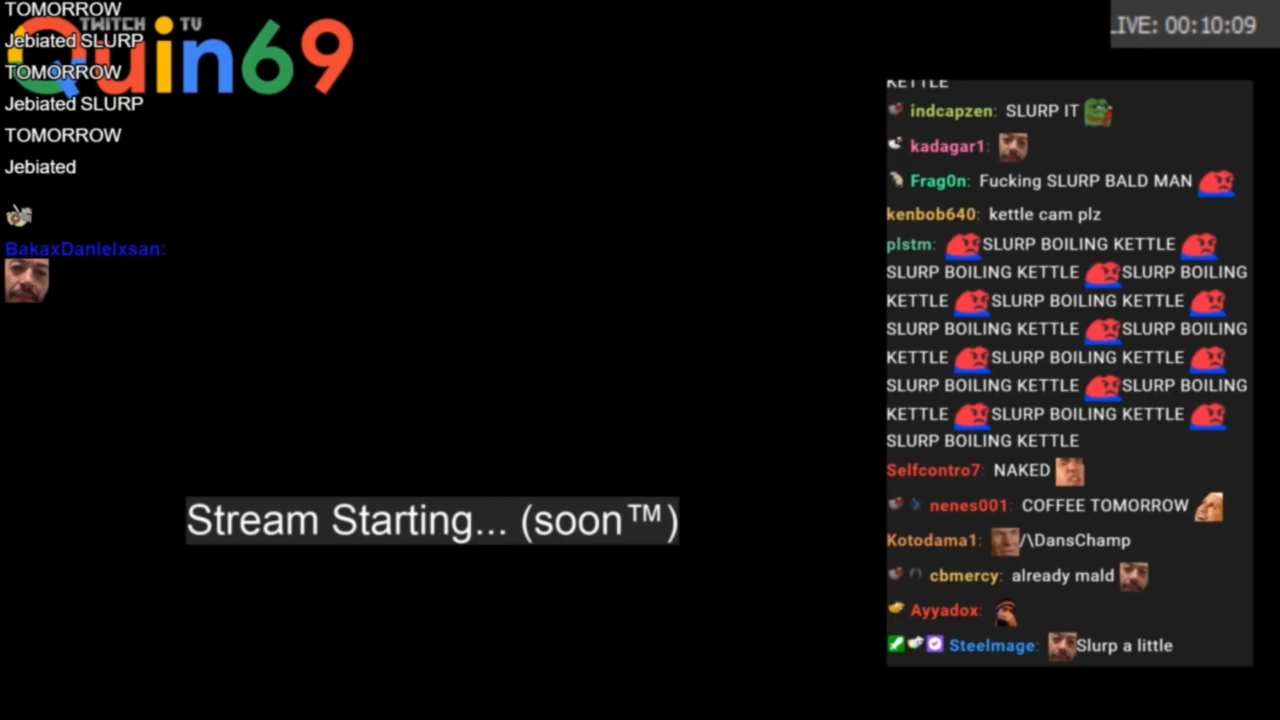 TOMORROW
TWITCH TV
Quin69
Jebiated SLURP
TOMORROW
Jebiated SLURP
TOMORROW
Jebiated
BakaxDanielxsan:
Stream Starting... (soon™)
LIVE: 00:10:09
KETTLE
indcapzen: SLURP IT
kadagar1:
Frag0n: Fucking SLURP BALD MAN
kenbob640: kettle cam plz
plstm: SLURP BOILING KETTLE
SLURP BOILING KETTLE SLURP BOILING
KETTLE SLURP BOILING KETTLE
SLURP BOILING KETTLE SLURP BOILING
KETTLE SLURP BOILING KETTLE
SLURP BOILING KETTLE SLURP BOILING
KETTLE SLURP BOILING KETTLE
SLURP BOILING KETTLE
Selfcontro7: NAKED
nenes001: COFFEE TOMORROW
Kotodama1: /\DansChamp
cbmercy: already mald
Ayyadox:
Steelmage: Slurp a little